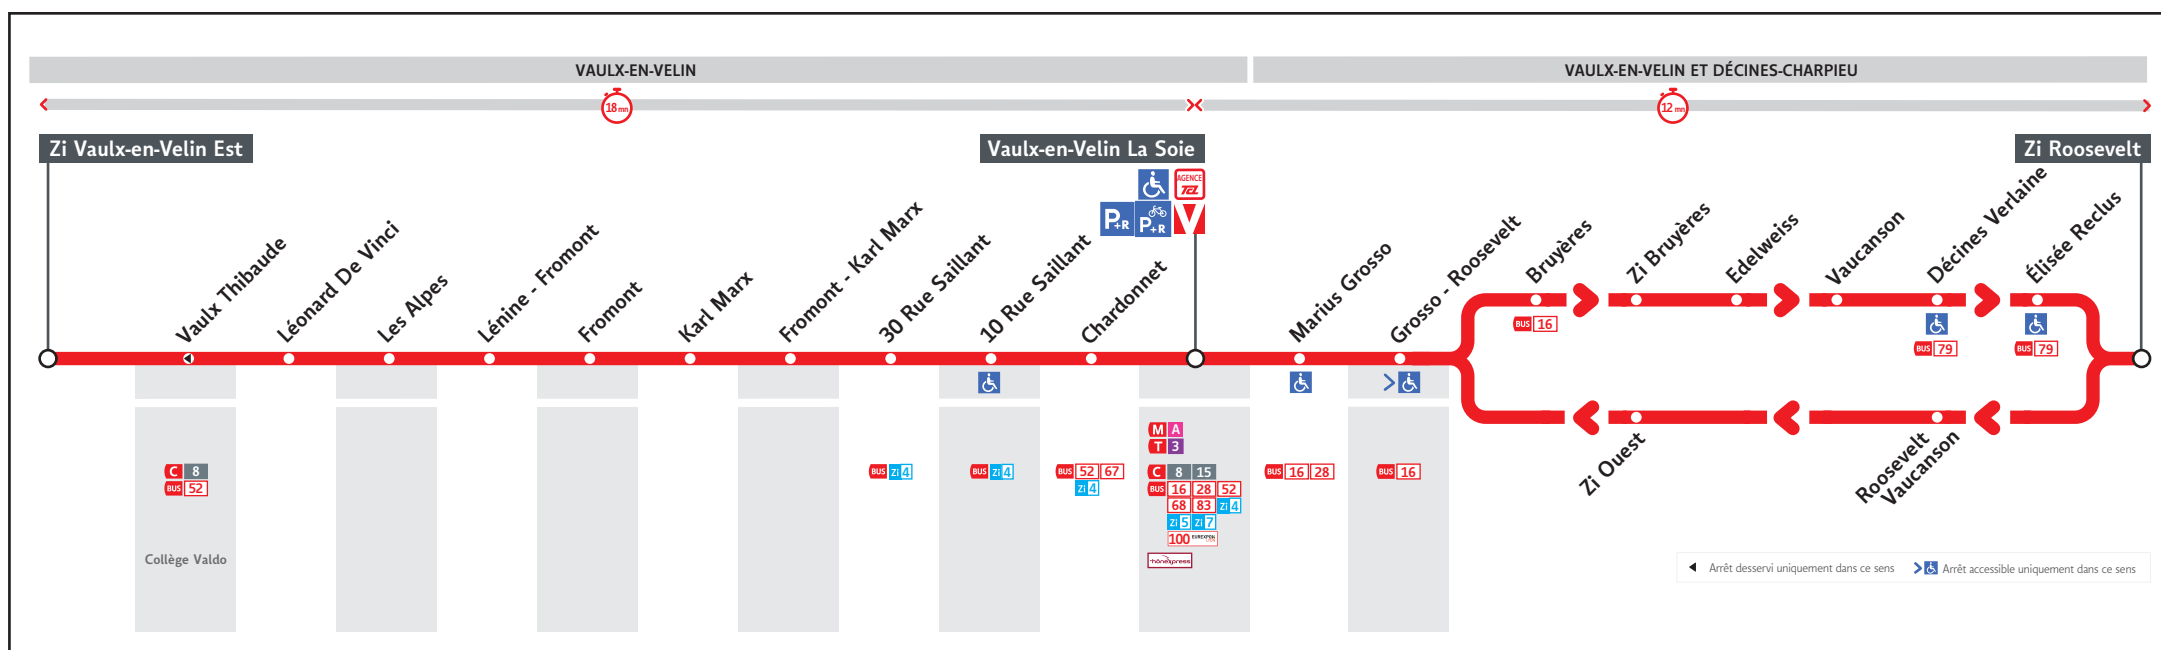 VAULX-EN-VELIN
VAULX-EN-VELIN ET DÉCINES-CHARPIEU
18 mn
12 mn
Zi Vaulx-en-Velin Est
Vaulx-en-Velin La Soie
Zi Roosevelt
AGENCE
TCL
P+R
P+R
Vaulx Thibaude
Léonard De Vinci
Les Alpes
Lénine - Fromont
Fromont
Karl Marx
Fromont - Karl Marx
30 Rue Saillant
10 Rue Saillant
Chardonnet
Marius Grosso
Grosso - Roosevelt
Bruyères
Zi Bruyères
Edelweiss
Vaucanson
Décines Verlaine
Élisée Reclus
BUS 16
BUS 79
BUS 79
Zi Ouest
Roosevelt
Vaucanson
C 8
BUS 52
Collège Valdo
BUS Zi 4
BUS Zi 4
BUS 52 67
Zi 4
M A
T 3
C 8 15
BUS 16 28 52
68 83 Zi 4
Zi 5 Zi 7
100 EUREXPO LYON
rhônexpress
BUS 16 28
BUS 16
Arrêt desservi uniquement dans ce sens
Arrêt accessible uniquement dans ce sens